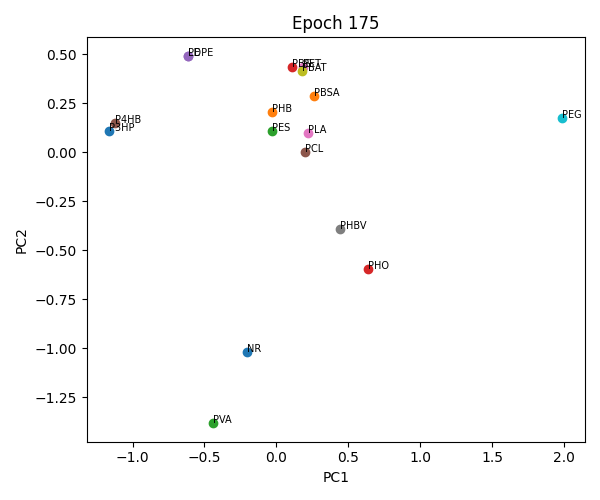 Epoch 175
PC2
0.50
0.25
0.00
−0.25
−0.50
−0.75
−1.00
−1.25
PBAT
PBSA
PHB
PES
PLA
PCL
PEG
P4HB
P3HP
PHBV
PHO
NR
PVA
−1.0
−0.5
0.0
0.5
1.0
1.5
2.0
PC1